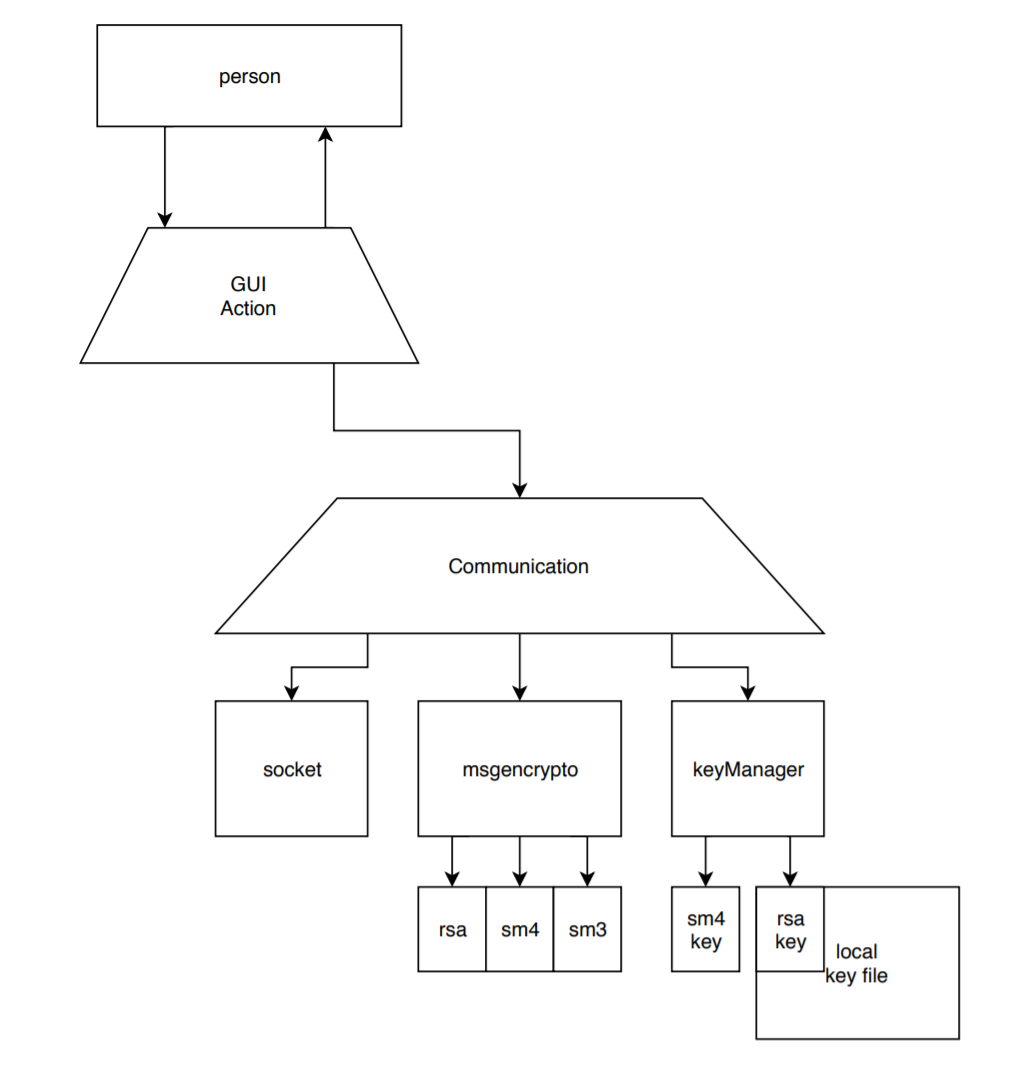 person
GUI
Action
Communication
socket
msgencrypto
keyManager
rsa
sm4
sm3
sm4
key
rsa
key
local
key file